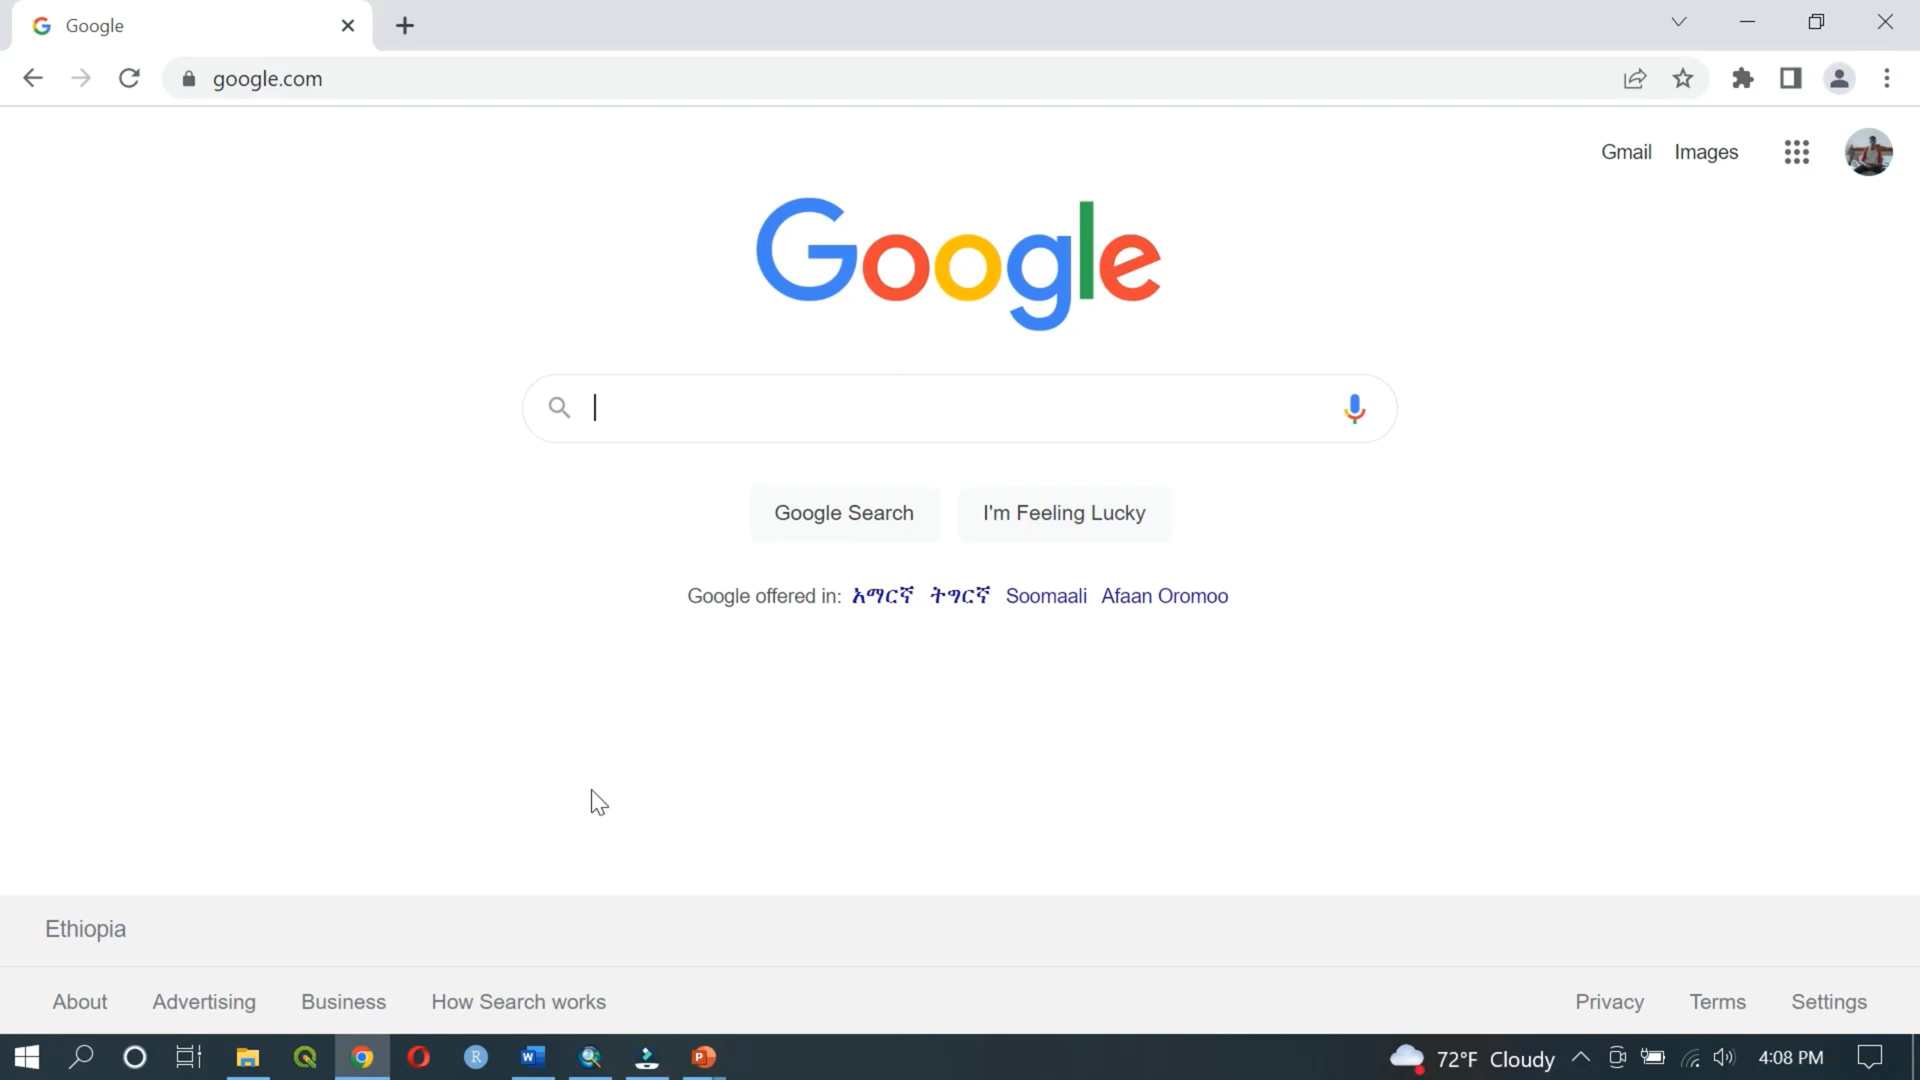 Google
google.com
Gmail Images
Google
Google Search I'm Feeling Lucky
Google offered in: አማርኛ ትግርኛ Soomaali Afaan Oromoo
Ethiopia
About Advertising Business How Search works Privacy Terms Settings
72°F Cloudy 4:08 PM